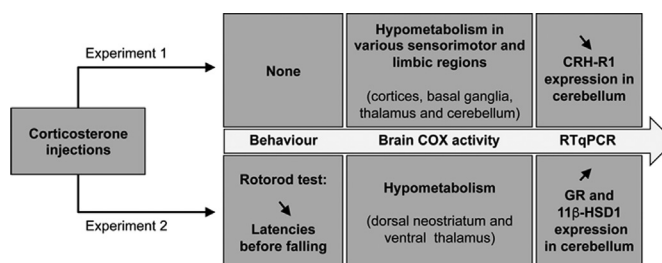 Experiment 1
Corticosterone
injections
Experiment 2
None
Hypometabolism in
various sensorimotor and
limbic regions
(cortices, basal ganglia,
thalamus and cerebellum)
CRH-R1
expression in
cerebellum
Behaviour
Brain COX activity
RTqPCR
Rotorod test:
Latencies
before falling
Hypometabolism
(dorsal neostriatum and
ventral thalamus)
GR and
11β-HSD1
expression
in cerebellum